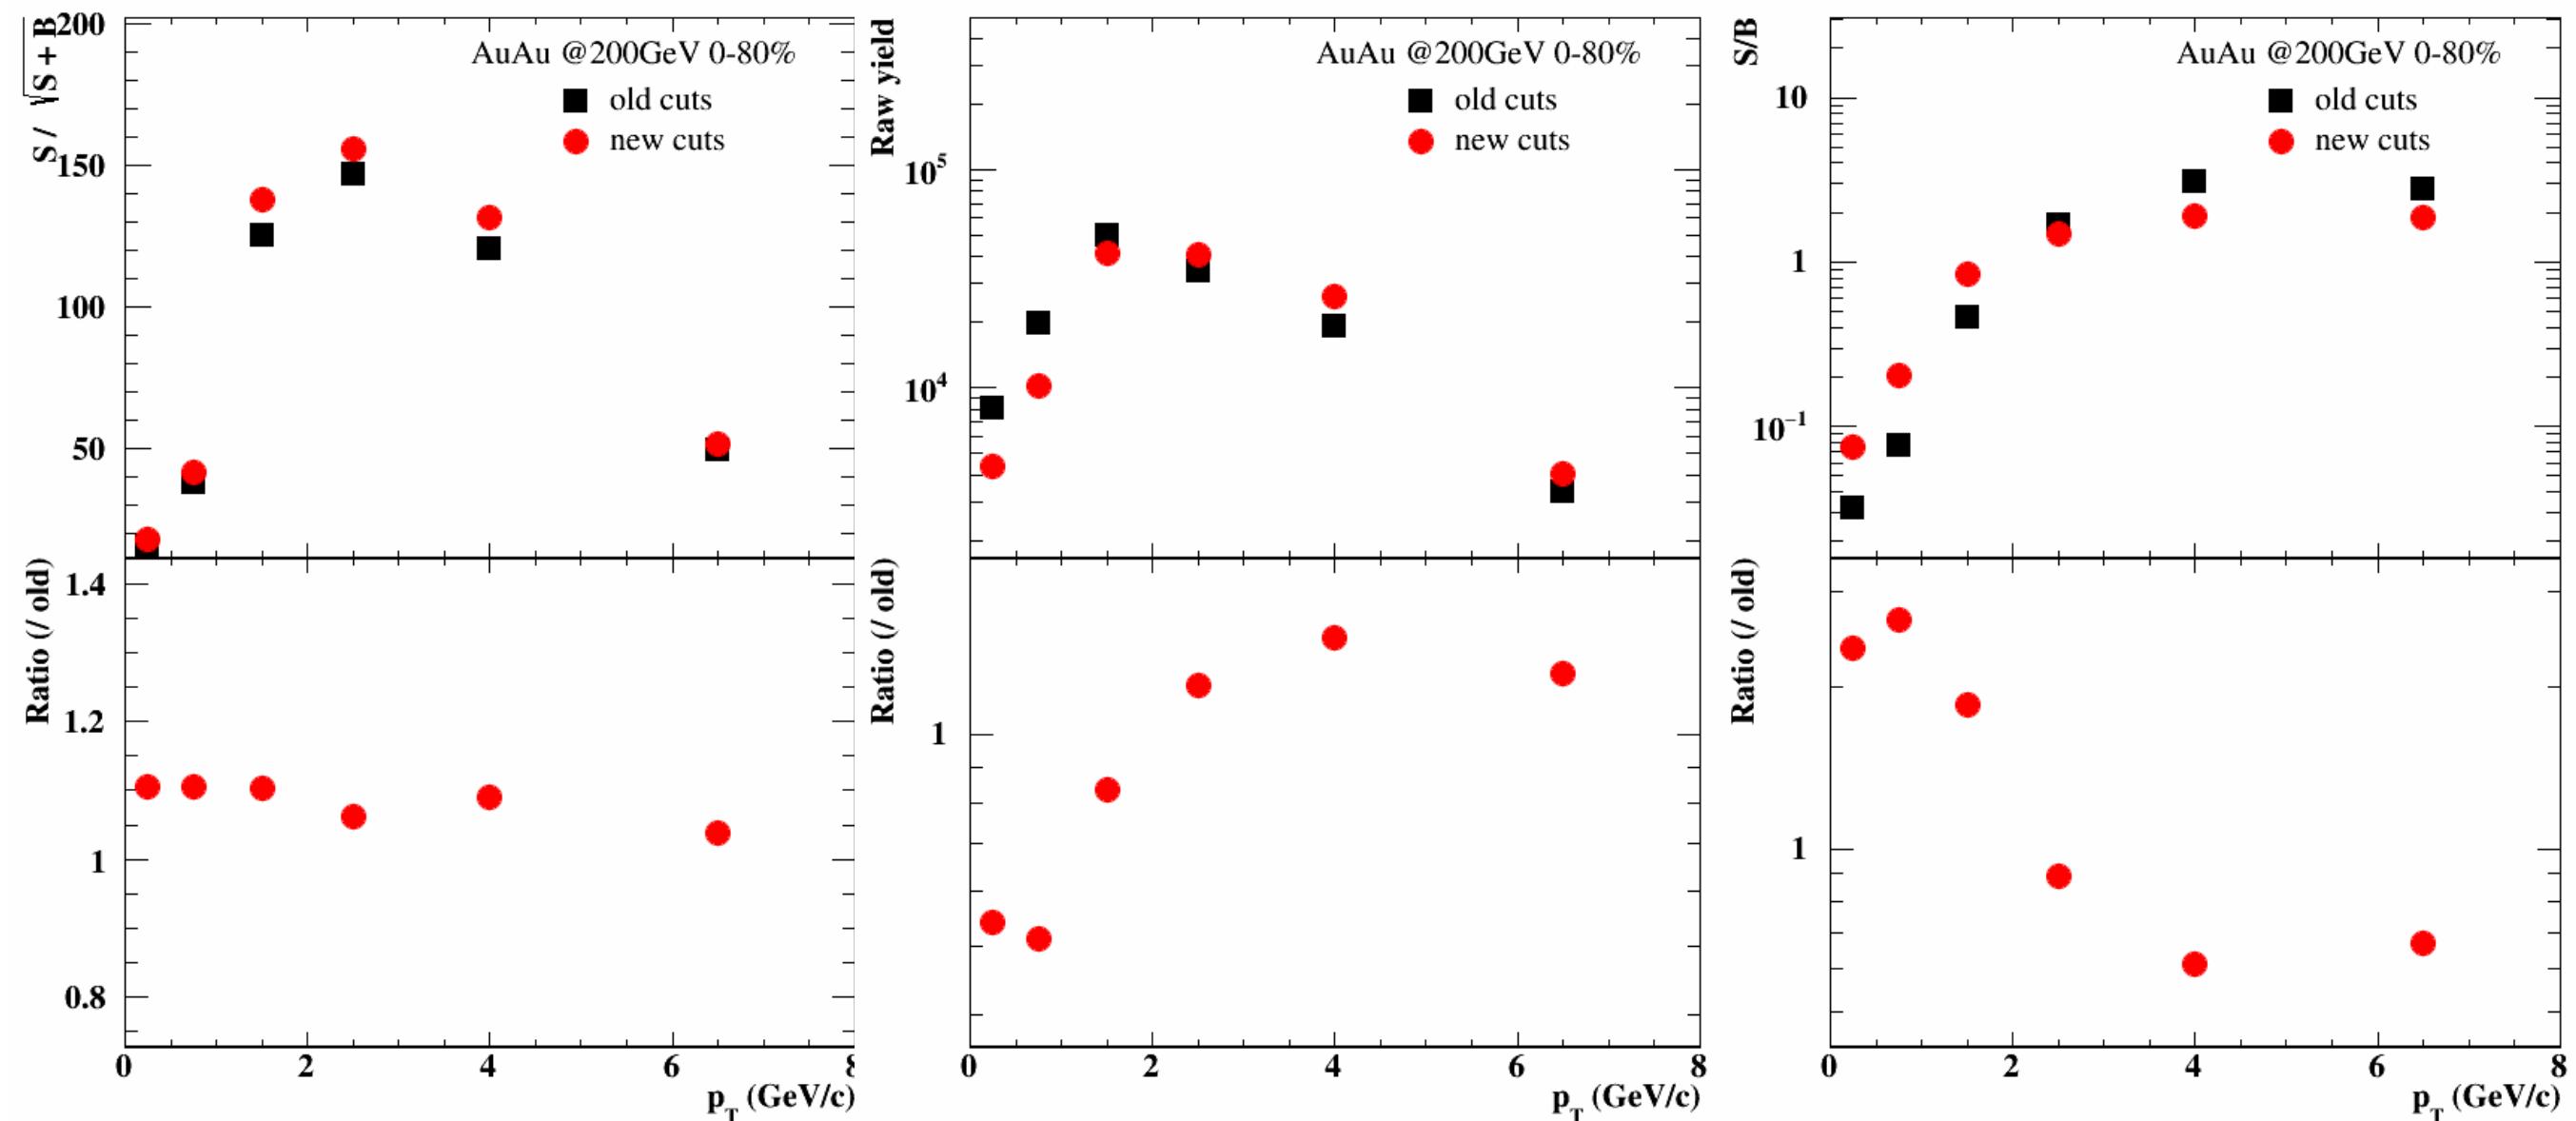 S / √S + B
200
150
100
50
AuAu @200GeV 0-80%
old cuts
new cuts
Ratio (/ old)
1.4
1.2
1
0.8
0
2
4
6
8
p_T (GeV/c)
Raw yield
10^5
10^4
AuAu @200GeV 0-80%
old cuts
new cuts
Ratio (/ old)
1
0
2
4
6
8
p_T (GeV/c)
S/B
10
1
10^−1
AuAu @200GeV 0-80%
old cuts
new cuts
Ratio (/ old)
1
0
2
4
6
8
p_T (GeV/c)